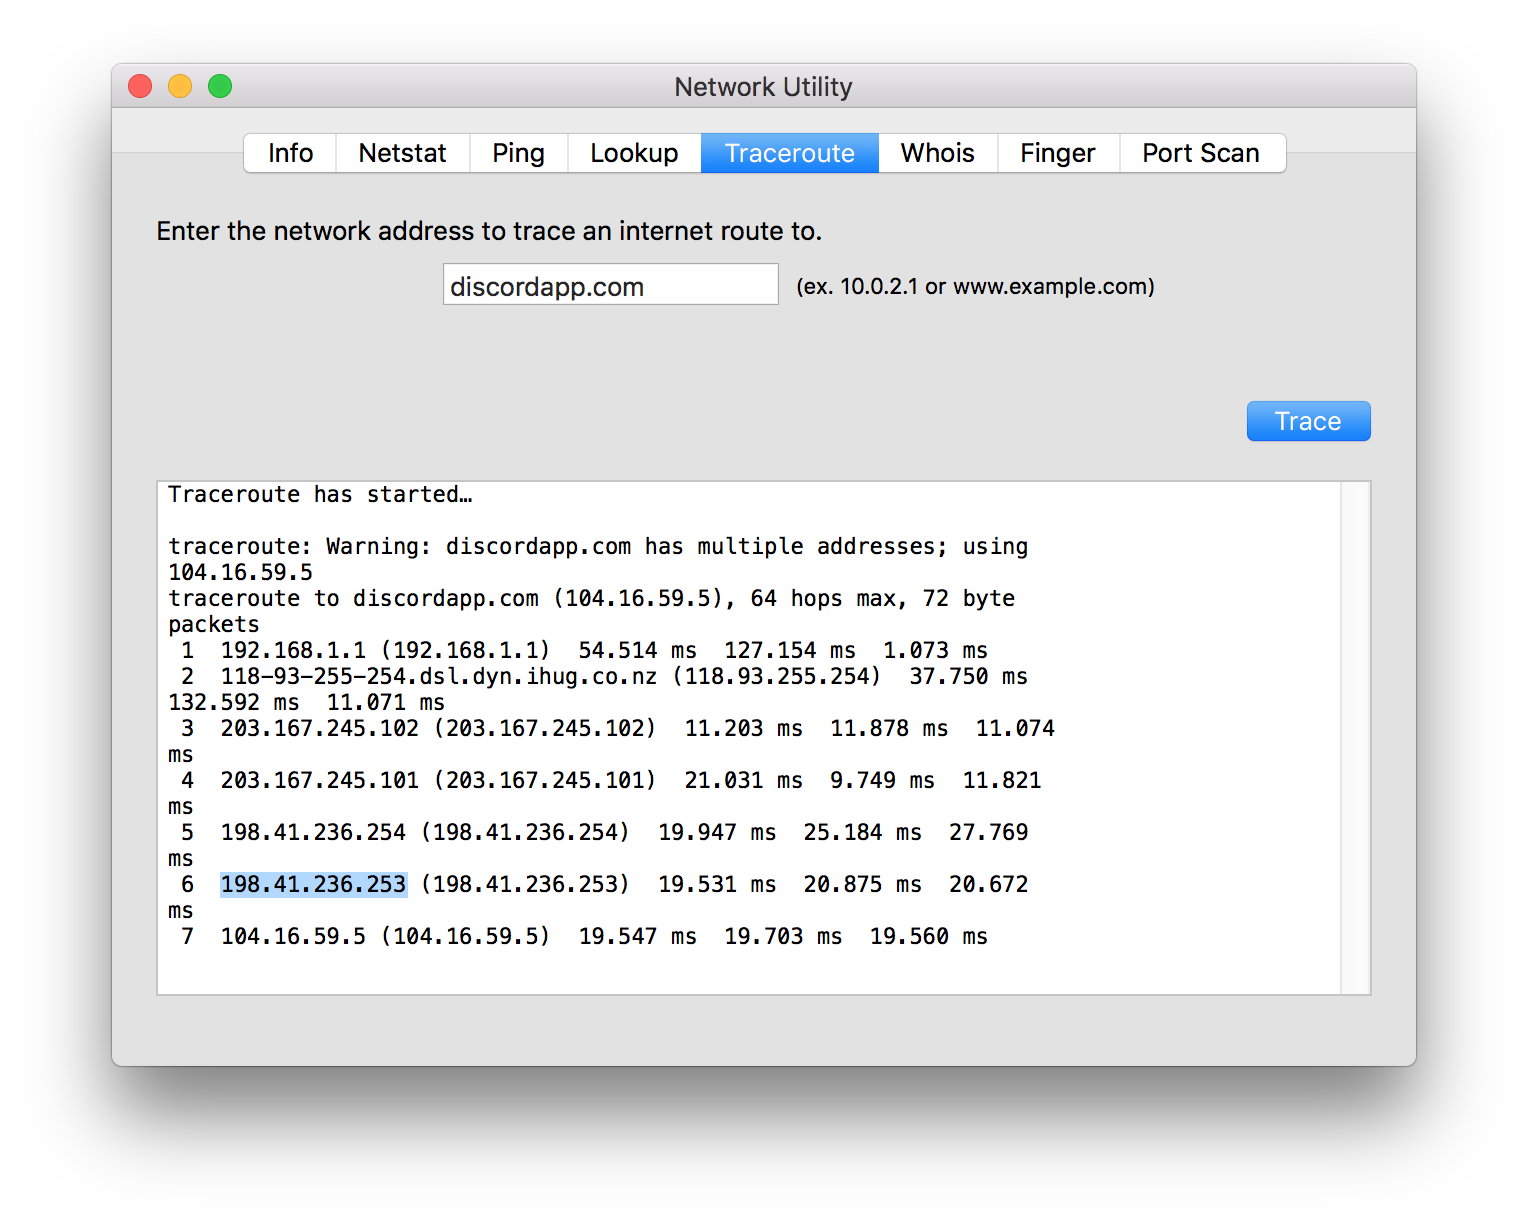 Network Utility
Info Netstat Ping Lookup Traceroute Whois Finger Port Scan
Enter the network address to trace an internet route to.
discordapp.com (ex. 10.0.2.1 or www.example.com)
Trace
Traceroute has started…
traceroute: Warning: discordapp.com has multiple addresses; using
104.16.59.5
traceroute to discordapp.com (104.16.59.5), 64 hops max, 72 byte
packets
1 192.168.1.1 (192.168.1.1) 54.514 ms 127.154 ms 1.073 ms
2 118-93-255-254.dsl.dyn.ihug.co.nz (118.93.255.254) 37.750 ms
132.592 ms 11.071 ms
3 203.167.245.102 (203.167.245.102) 11.203 ms 11.878 ms 11.074
ms
4 203.167.245.101 (203.167.245.101) 21.031 ms 9.749 ms 11.821
ms
5 198.41.236.254 (198.41.236.254) 19.947 ms 25.184 ms 27.769
ms
6 198.41.236.253 (198.41.236.253) 19.531 ms 20.875 ms 20.672
ms
7 104.16.59.5 (104.16.59.5) 19.547 ms 19.703 ms 19.560 ms